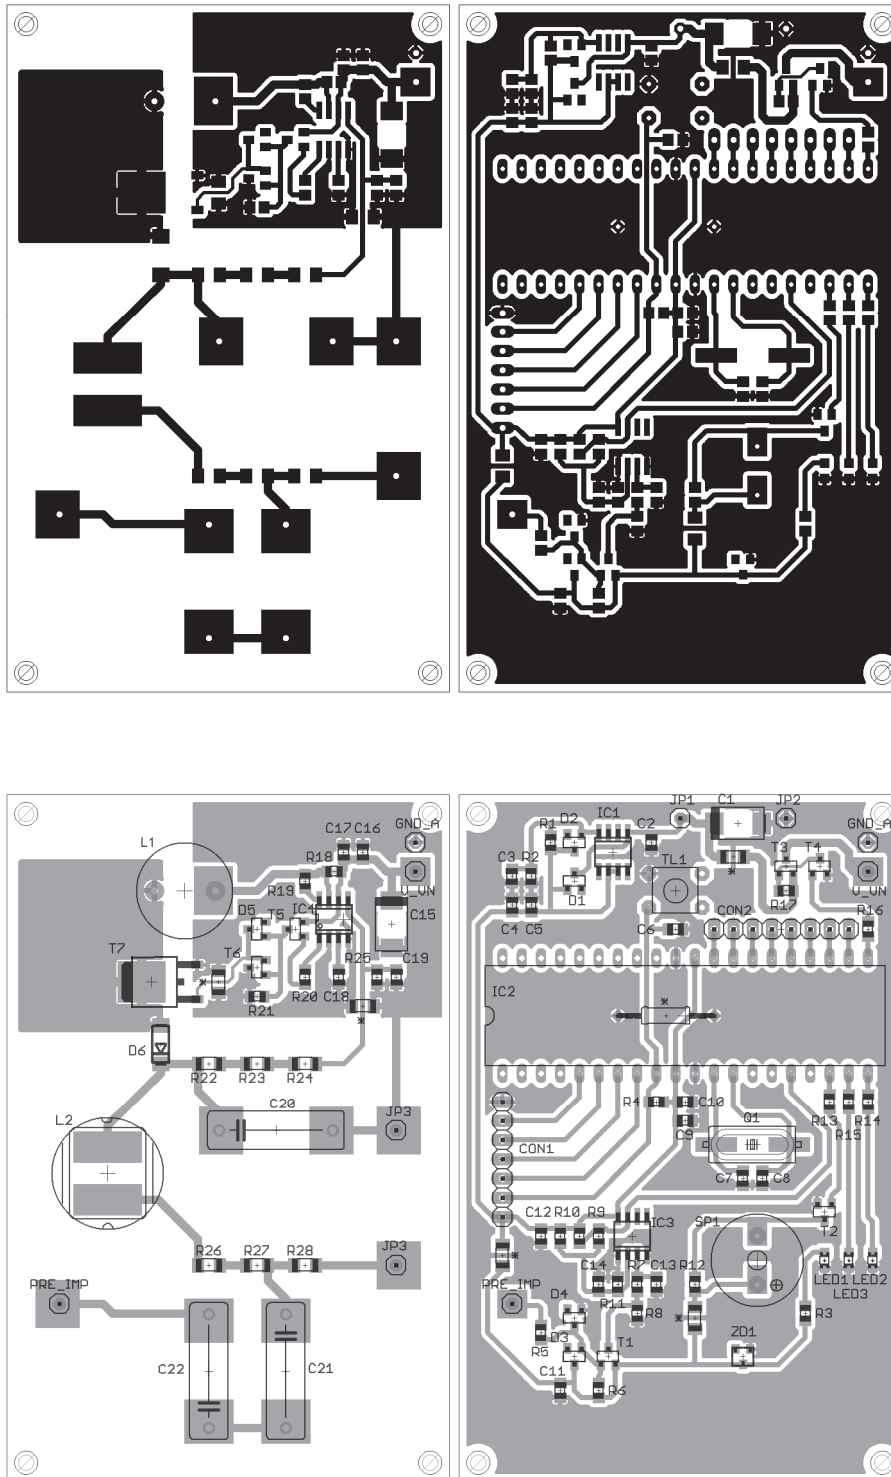 L1
C17 C16
GND_A
R18
R19
V_VN
D5 T5 IC4
C15
T7
T6
R25
C19
R21
R20 C18
D6
R22 R23 R24
C20
JP3
L2
R26 R27 R28
JP3
PRE_IMP
C22
C21
JP1 C1 JP2
D2 IC1
R1 C2
GND_A
T3 T4
C3 R2
TL1
V_VN
D1
R17
R16
C4 C5
C6
CON2
IC2
R4 C10
R13 R14
R15
C9
Q1
CON1
C7 C8
C12 R10 R9
IC3
SP1
T2
C14 R7 C13 R12
LED1 LED2
LED3
PRE_IMP
R11
D4
R8
R3
D3
R5
T1
ZD1
C11
R6